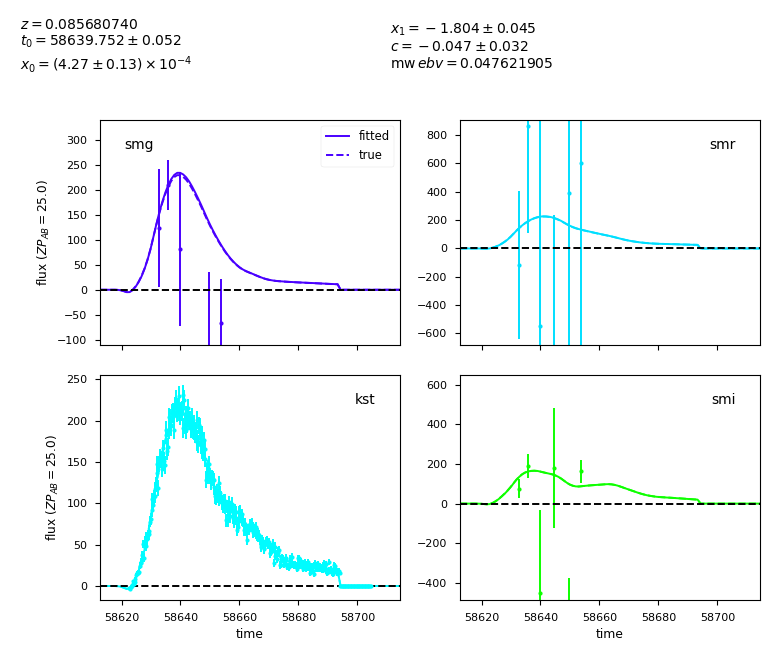 z = 0.085680740
t₀ = 58639.752 ± 0.052
x₀ = (4.27 ± 0.13) × 10⁻⁴
x₁ = −1.804 ± 0.045
c = −0.047 ± 0.032
mw ebv = 0.047621905
smg
fitted
true
300
250
200
150
100
50
0
−50
−100
flux (ZP_AB = 25.0)
smr
800
600
400
200
0
−200
−400
−600
kst
250
200
150
100
50
0
flux (ZP_AB = 25.0)
58620 58640 58660 58680 58700
time
smi
600
400
200
0
−200
−400
58620 58640 58660 58680 58700
time